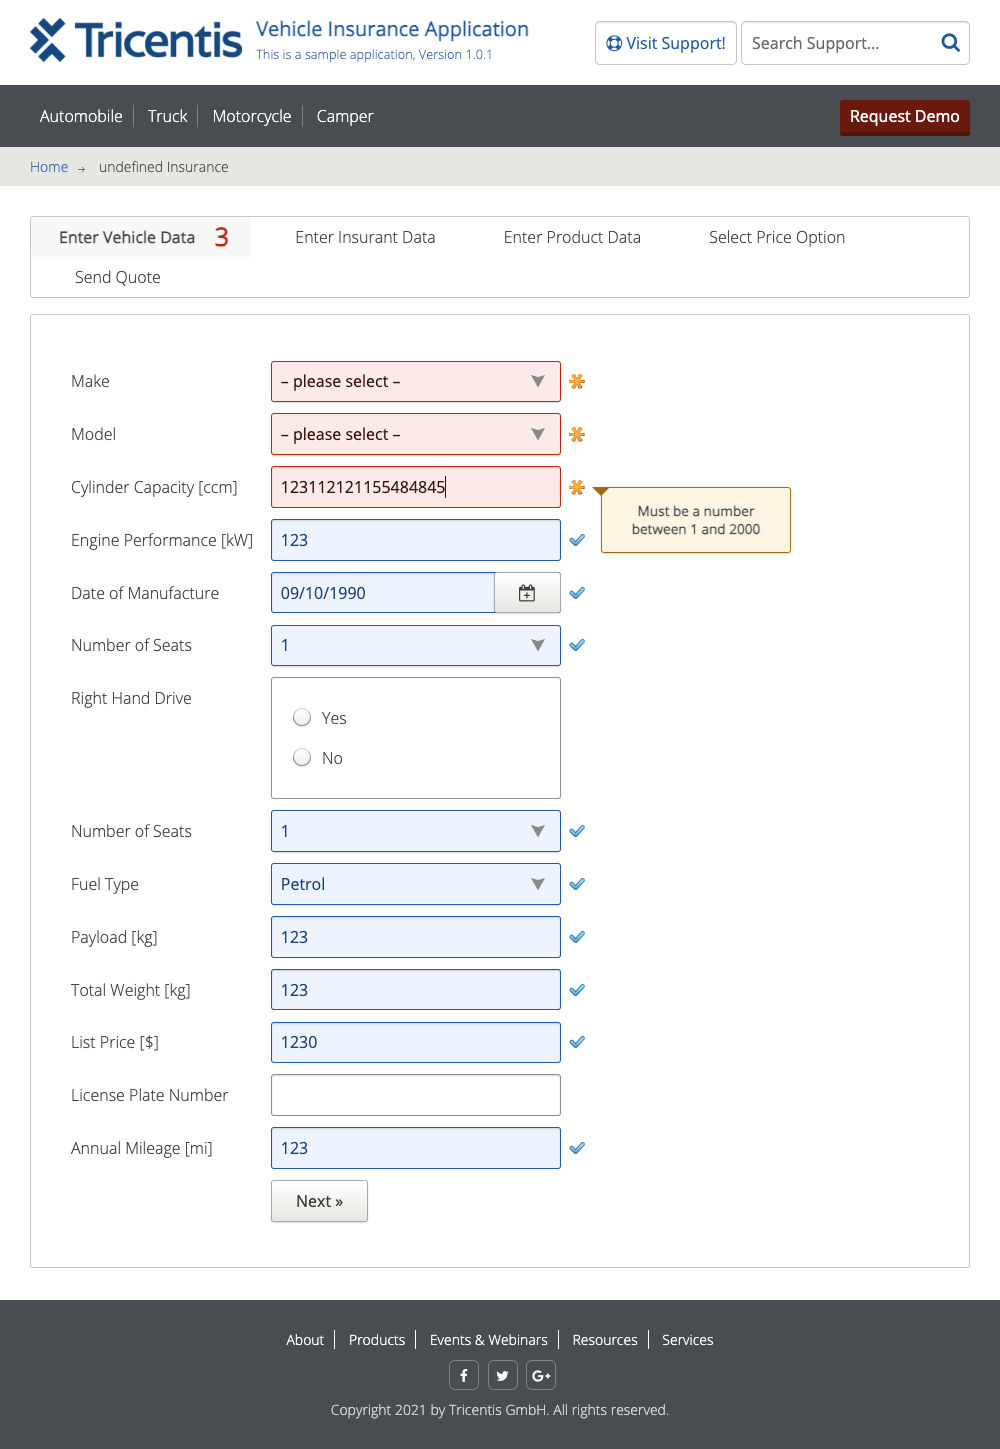 Tricentis
Vehicle Insurance Application
This is a sample application, Version 1.0.1
Visit Support!
Search Support...
Automobile
Truck
Motorcycle
Camper
Request Demo
Home → undefined Insurance
Enter Vehicle Data 3
Enter Insurant Data
Enter Product Data
Select Price Option
Send Quote
Make
– please select –
Model
– please select –
Cylinder Capacity [ccm]
123112121155484845
Must be a number
between 1 and 2000
Engine Performance [kW]
123
Date of Manufacture
09/10/1990
Number of Seats
1
Right Hand Drive
Yes
No
Number of Seats
1
Fuel Type
Petrol
Payload [kg]
123
Total Weight [kg]
123
List Price [$]
1230
License Plate Number
Annual Mileage [mi]
123
Next »
About
Products
Events & Webinars
Resources
Services
f
G+
Copyright 2021 by Tricentis GmbH. All rights reserved.